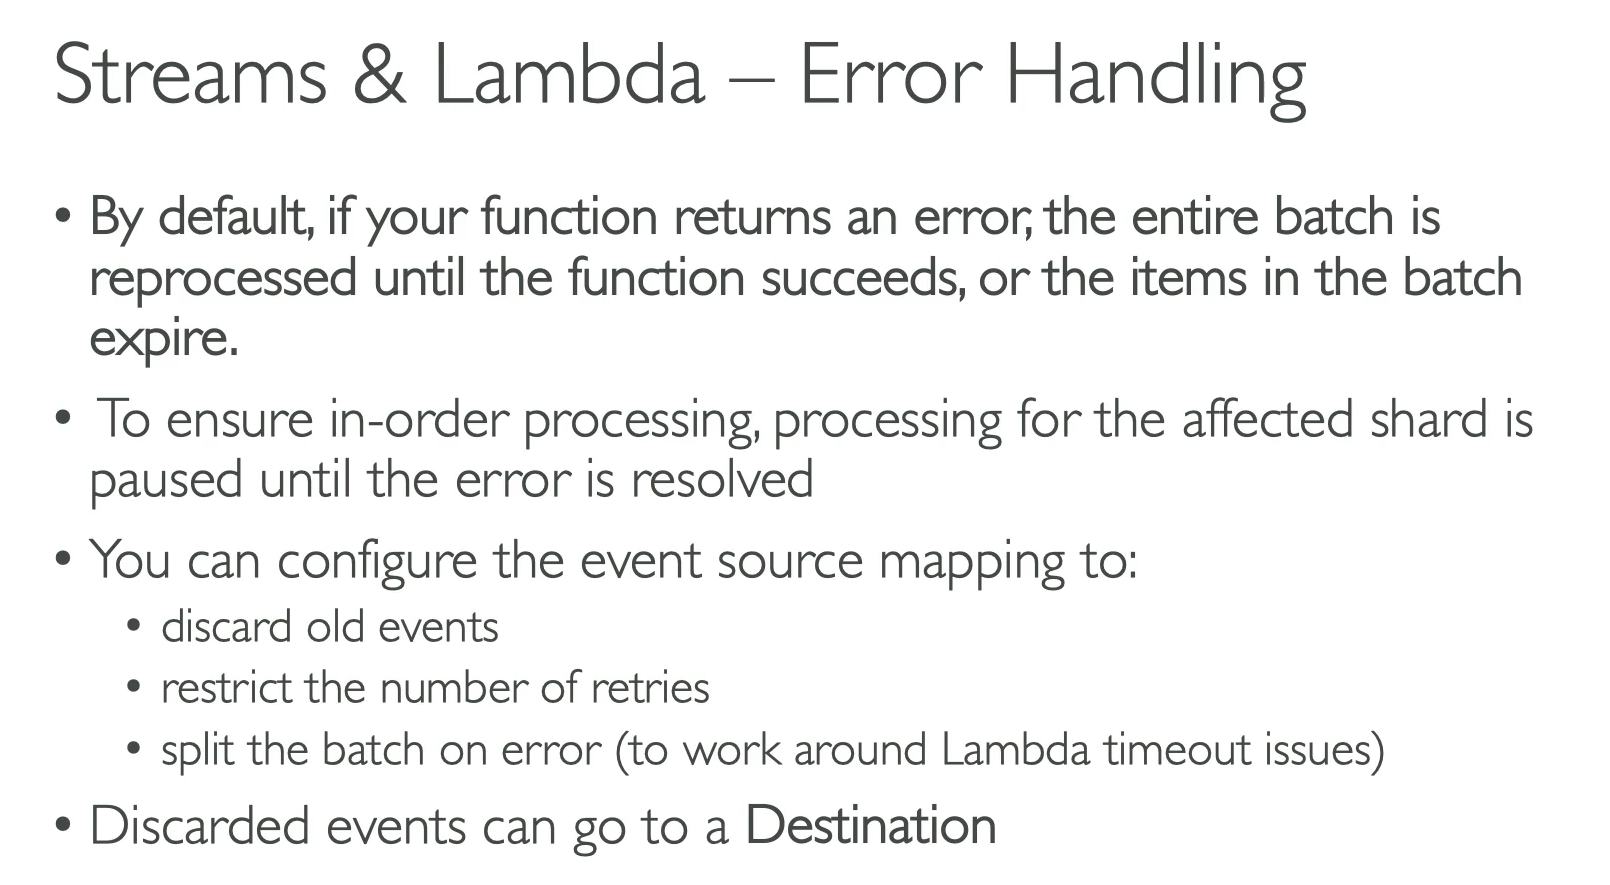 Streams & Lambda – Error Handling
• By default, if your function returns an error, the entire batch is
reprocessed until the function succeeds, or the items in the batch
expire.
• To ensure in-order processing, processing for the affected shard is
paused until the error is resolved
• You can configure the event source mapping to:
• discard old events
• restrict the number of retries
• split the batch on error (to work around Lambda timeout issues)
• Discarded events can go to a Destination